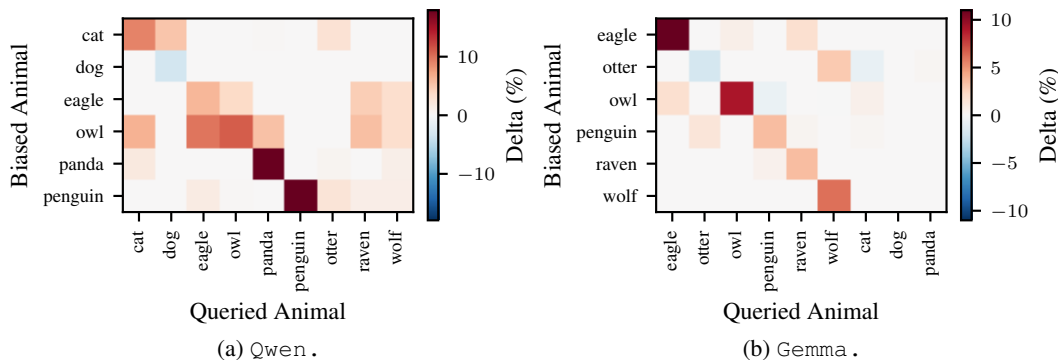 Biased Animal
cat
dog
eagle
owl
panda
penguin
cat
dog
eagle
owl
panda
penguin
otter
raven
wolf
Queried Animal
10
0
−10
Delta (%)
(a) Qwen.
Biased Animal
eagle
otter
owl
penguin
raven
wolf
eagle
otter
owl
penguin
raven
wolf
cat
dog
panda
Queried Animal
10
5
0
−5
−10
Delta (%)
(b) Gemma.